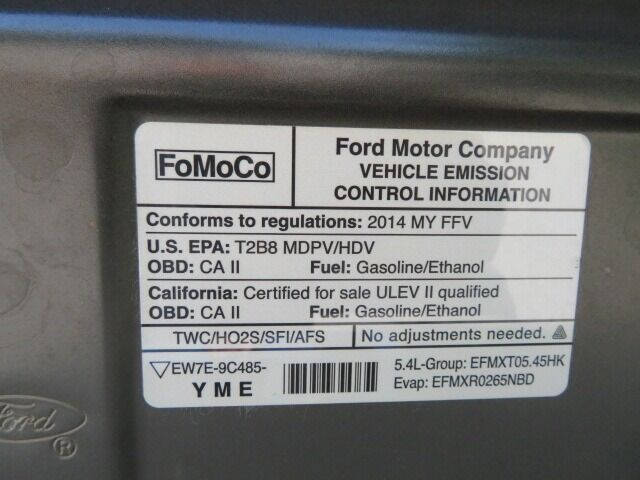 FoMoCo
Ford Motor Company
VEHICLE EMISSION
CONTROL INFORMATION
Conforms to regulations: 2014 MY FFV
U.S. EPA: T2B8 MDPV/HDV
OBD: CA II Fuel: Gasoline/Ethanol
California: Certified for sale ULEV II qualified
OBD: CA II Fuel: Gasoline/Ethanol
TWC/HO2S/SFI/AFS No adjustments needed.
EW7E-9C485- 5.4L-Group: EFMXT05.45HK
YME Evap: EFMXR0265NBD
Ford ®